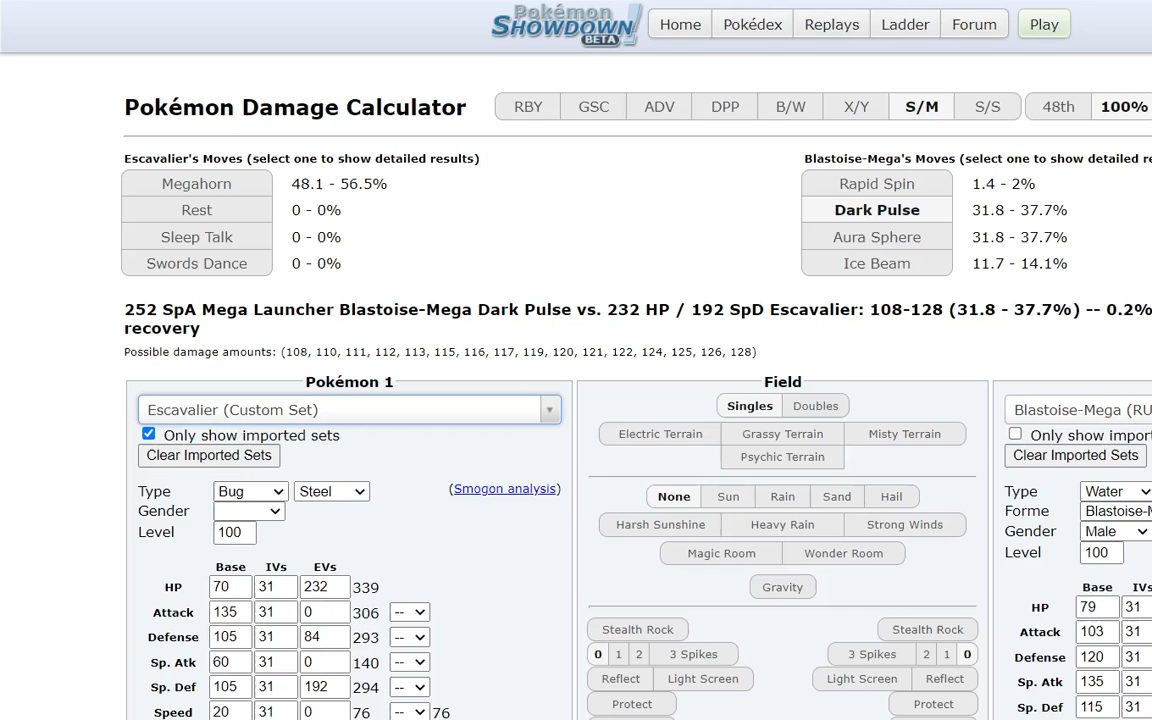 Pokémon
SHOWDOWN
BETA
Home Pokédex Replays Ladder Forum Play
Pokémon Damage Calculator RBY GSC ADV DPP B/W X/Y S/M S/S 48th 100%
Escavalier's Moves (select one to show detailed results) Blastoise-Mega's Moves (select one to show detailed re
Megahorn 48.1 - 56.5% Rapid Spin 1.4 - 2%
Rest 0 - 0% Dark Pulse 31.8 - 37.7%
Sleep Talk 0 - 0% Aura Sphere 31.8 - 37.7%
Swords Dance 0 - 0% Ice Beam 11.7 - 14.1%
252 SpA Mega Launcher Blastoise-Mega Dark Pulse vs. 232 HP / 192 SpD Escavalier: 108-128 (31.8 - 37.7%) -- 0.2%
recovery
Possible damage amounts: (108, 110, 111, 112, 113, 115, 116, 117, 119, 120, 121, 122, 124, 125, 126, 128)
Pokémon 1 Field
Escavalier (Custom Set) Singles Doubles Blastoise-Mega (RU
Only show imported sets Electric Terrain Grassy Terrain Misty Terrain Only show import
Clear Imported Sets Psychic Terrain Clear Imported Sets
Type Bug Steel (Smogon analysis) None Sun Rain Sand Hail Type Water
Gender Forme Blastoise-M
Level 100 Harsh Sunshine Heavy Rain Strong Winds Gender Male
Magic Room Wonder Room Level 100
Base IVs EVs
HP 70 31 232 339 Gravity Base IVs
Attack 135 31 0 306 -- HP 79 31
Defense 105 31 84 293 -- Stealth Rock Stealth Rock Attack 103 31
Sp. Atk 60 31 0 140 -- 0 1 2 3 Spikes 3 Spikes 2 1 0 Defense 120 31
Sp. Def 105 31 192 294 -- Reflect Light Screen Light Screen Reflect Sp. Atk 135 31
Speed 20 31 0 76 -- 76 Protect Protect Sp. Def 115 31